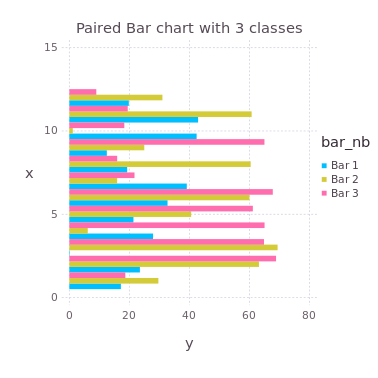 Paired Bar chart with 3 classes
15
10
5
0
x
0 20 40 60 80
y
bar_nb
Bar 1
Bar 2
Bar 3